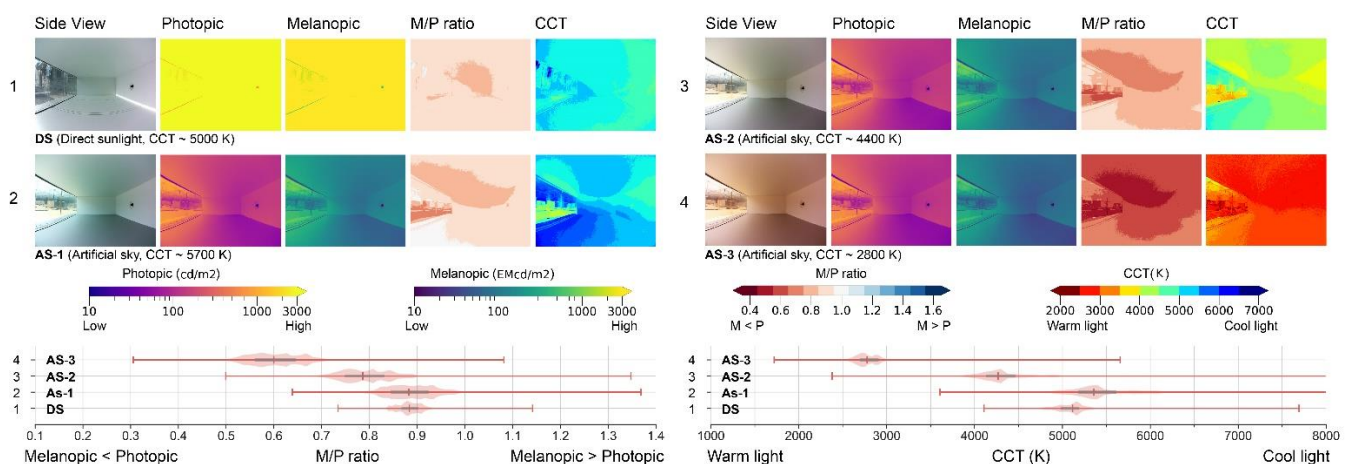 Side View Photopic Melanopic M/P ratio CCT
1
DS (Direct sunlight, CCT ~ 5000 K)
2
AS-1 (Artificial sky, CCT ~ 5700 K)
Side View Photopic Melanopic M/P ratio CCT
3
AS-2 (Artificial sky, CCT ~ 4400 K)
4
AS-3 (Artificial sky, CCT ~ 2800 K)
Photopic (cd/m2)
10 100 1000 3000
Low High
Melanopic (EMcd/m2)
10 100 1000 3000
Low High
M/P ratio
0.4 0.6 0.8 1.0 1.2 1.4 1.6
M < P M > P
CCT(K)
2000 3000 4000 5000 6000 7000
Warm light Cool light
4 AS-3
3 AS-2
2 As-1
1 DS
0.1 0.2 0.3 0.4 0.5 0.6 0.7 0.8 0.9 1.0 1.1 1.2 1.3 1.4
Melanopic < Photopic M/P ratio Melanopic > Photopic
4 AS-3
3 AS-2
2 As-1
1 DS
1000 2000 3000 4000 5000 6000 7000 8000
Warm light CCT (K) Cool light